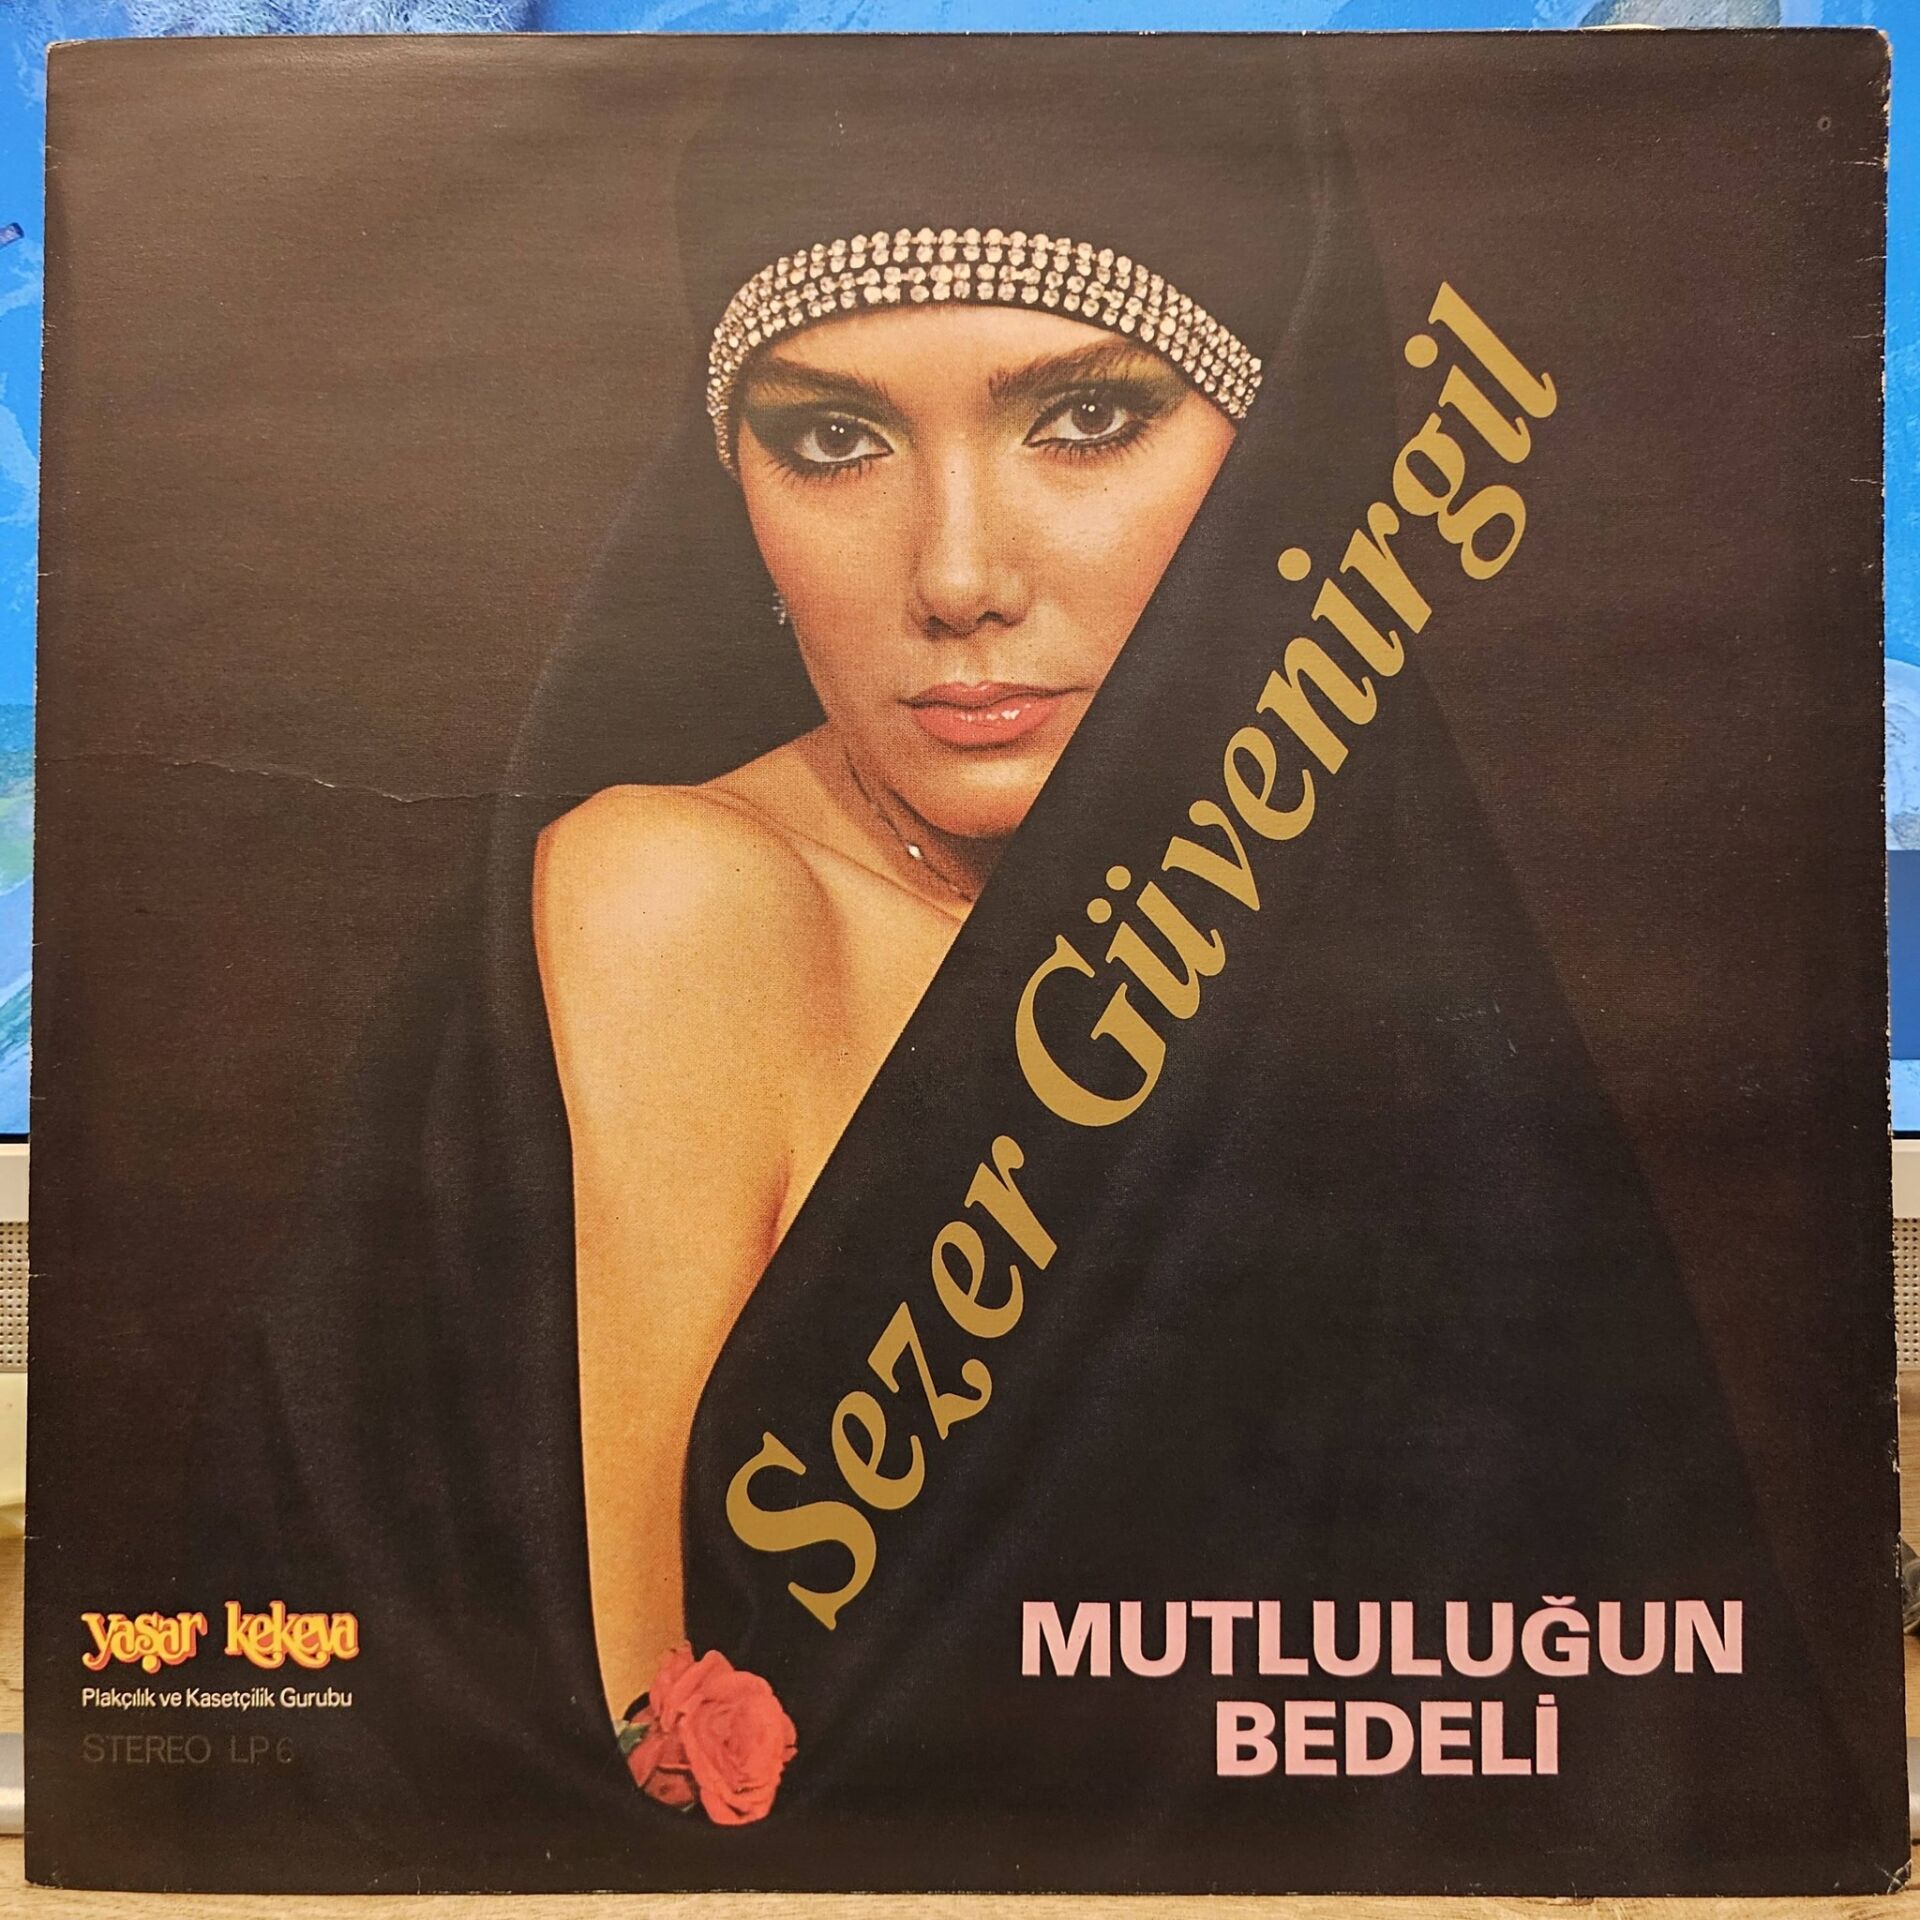 Sezer Güvenirgil
MUTLULUĞUN
BEDELİ
yaşar kekeva
Plakçılık ve Kasetçilik Gurubu
STEREO LP 6